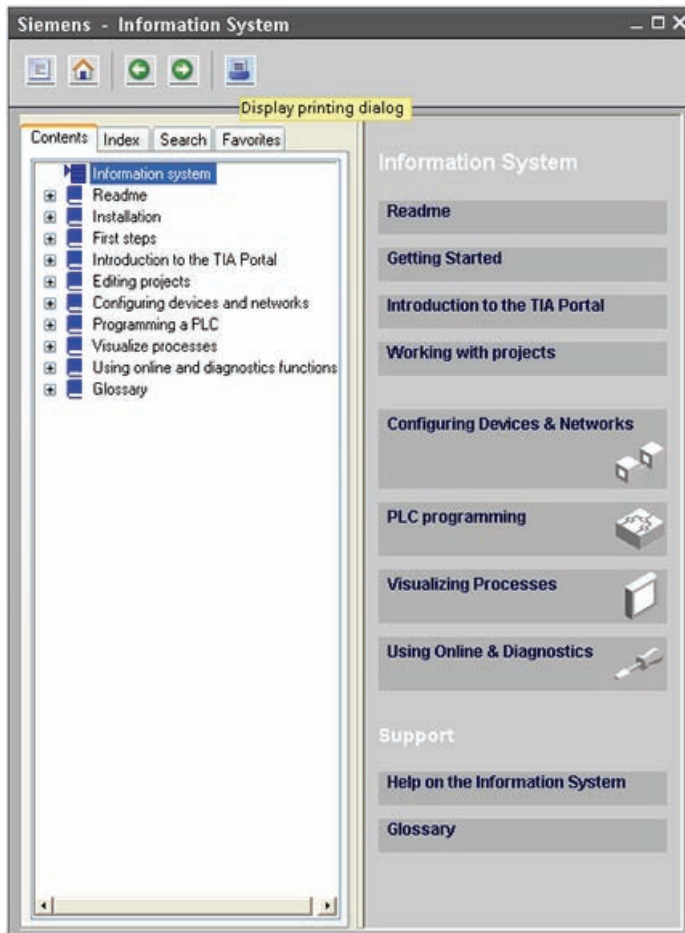 Siemens - Information System
Display printing dialog
Contents Index Search Favorites
Information system
Readme
Installation
First steps
Introduction to the TIA Portal
Editing projects
Configuring devices and networks
Programming a PLC
Visualize processes
Using online and diagnostics functions
Glossary
Information System
Readme
Getting Started
Introduction to the TIA Portal
Working with projects
Configuring Devices & Networks
PLC programming
Visualizing Processes
Using Online & Diagnostics
Support
Help on the Information System
Glossary